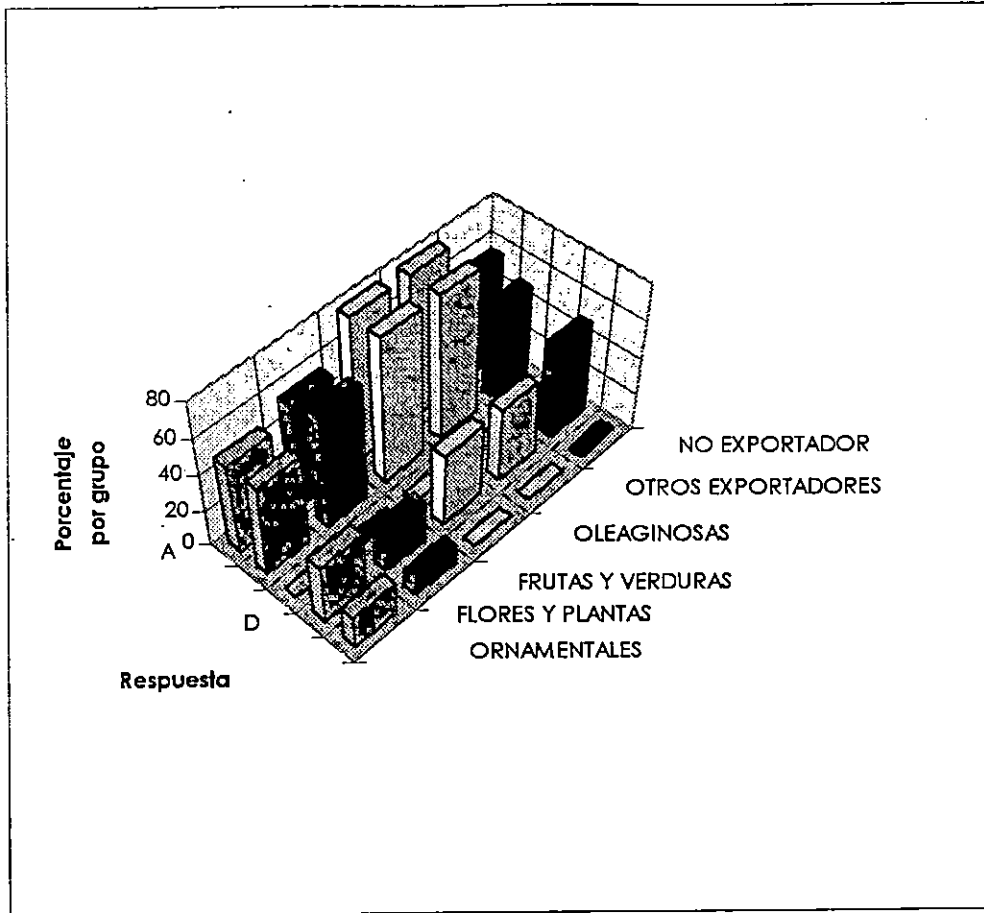 80
60
40
20
0
Porcentaje
por grupo
A
D
Respuesta
NO EXPORTADOR
OTROS EXPORTADORES
OLEAGINOSAS
FRUTAS Y VERDURAS
FLORES Y PLANTAS
ORNAMENTALES